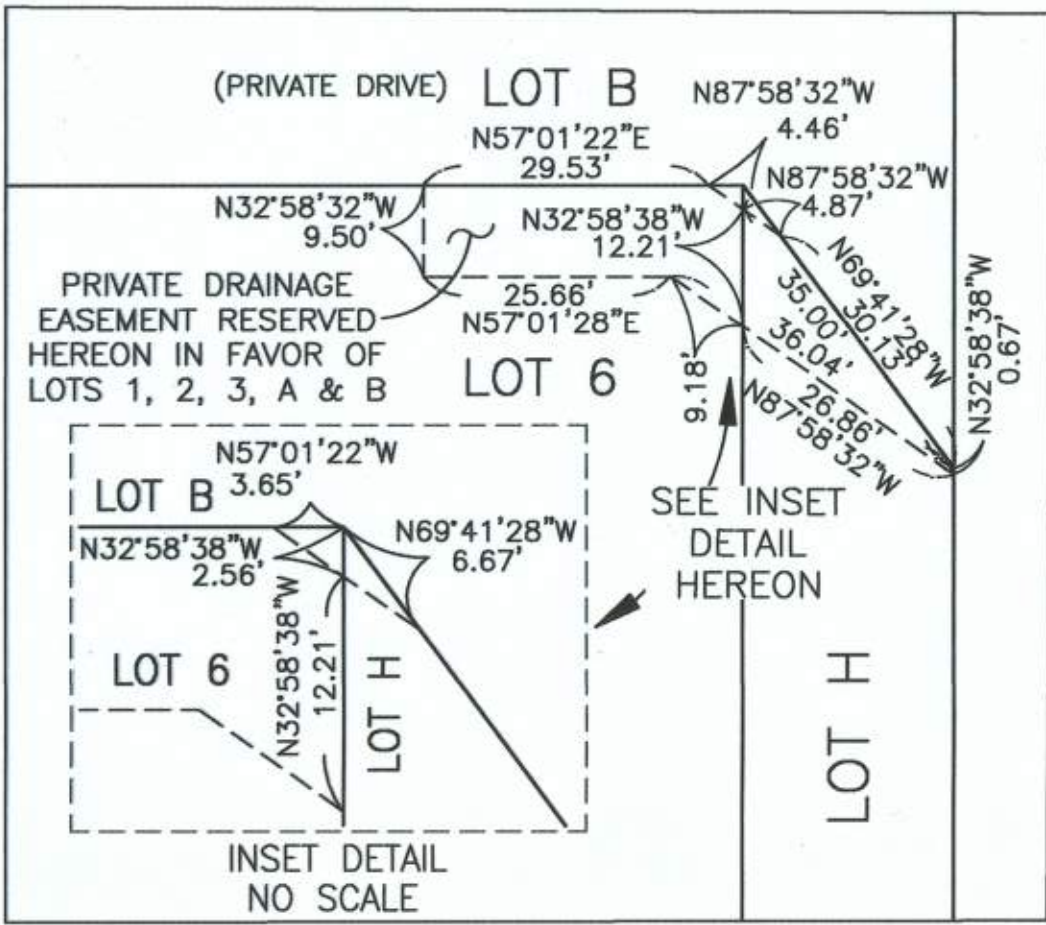 (PRIVATE DRIVE) LOT B
N87°58'32"W
4.46'
N57°01'22"E
29.53'
N87°58'32"W
4.87'
N32°58'32"W
9.50'
N32°58'38"W
12.21'
N69°41'28"W
30.13'
35.00'
36.04'
26.86'
N87°58'32"W
N32°58'38"W
0.67'
PRIVATE DRAINAGE
EASEMENT RESERVED
HEREON IN FAVOR OF
LOTS 1, 2, 3, A & B
25.66'
N57°01'28"E
9.18'
LOT 6
SEE INSET
DETAIL
HEREON
LOT H
N57°01'22"W
3.65'
LOT B
N69°41'28"W
6.67'
N32°58'38"W
2.56'
N32°58'38"W
12.21'
LOT 6
LOT H
INSET DETAIL
NO SCALE